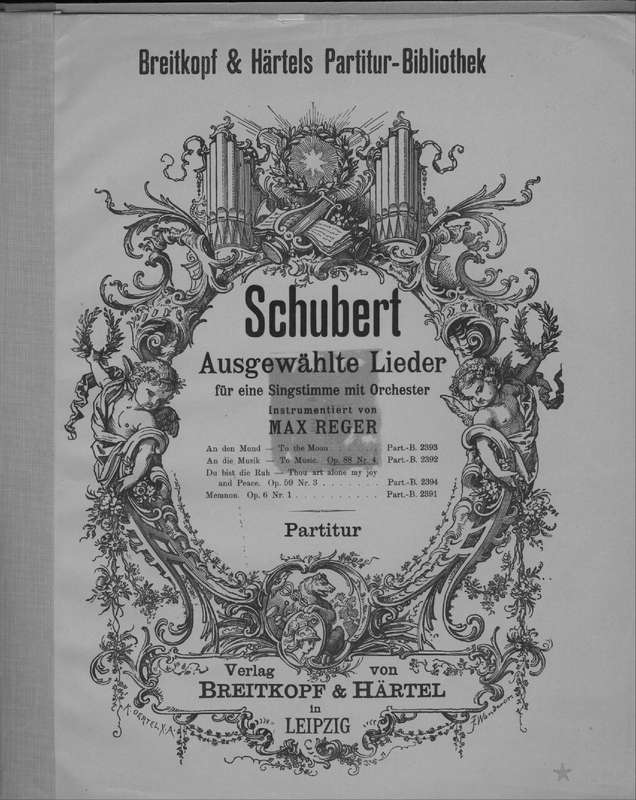 Breitkopf & Härtels Partitur-Bibliothek
Schubert
Ausgewählte Lieder
für eine Singstimme mit Orchester
Instrumentiert von
MAX REGER
An den Mond — To the Moon . . . . . . . Part.-B. 2393
An die Musik — To Music. Op. 88 Nr. 4. Part.-B. 2392
Du bist die Ruh — Thou art alone my joy
and Peace. Op. 59 Nr. 3 . . . . . . . . Part.-B. 2394
Memnon. Op. 6 Nr. 1 . . . . . . . . . . Part.-B. 2391
Partitur
Verlag von
BREITKOPF & HÄRTEL
in
LEIPZIG
OERTEL X.A.